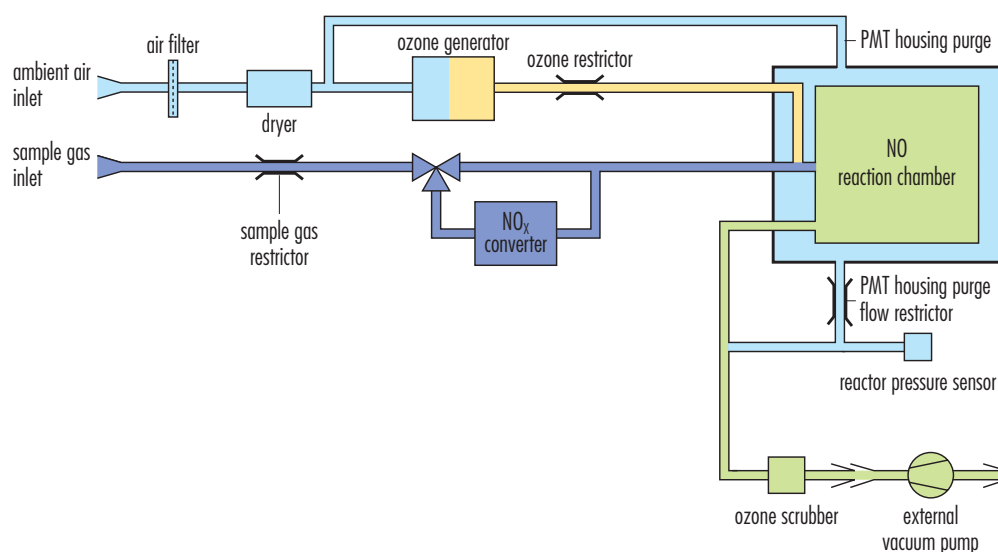 PMT housing purge
air filter
ozone generator
ozone restrictor
ambient air
inlet
dryer
sample gas
inlet
NO
reaction chamber
sample gas
restrictor
NOX
converter
PMT housing purge
flow restrictor
reactor pressure sensor
ozone scrubber
external
vacuum pump